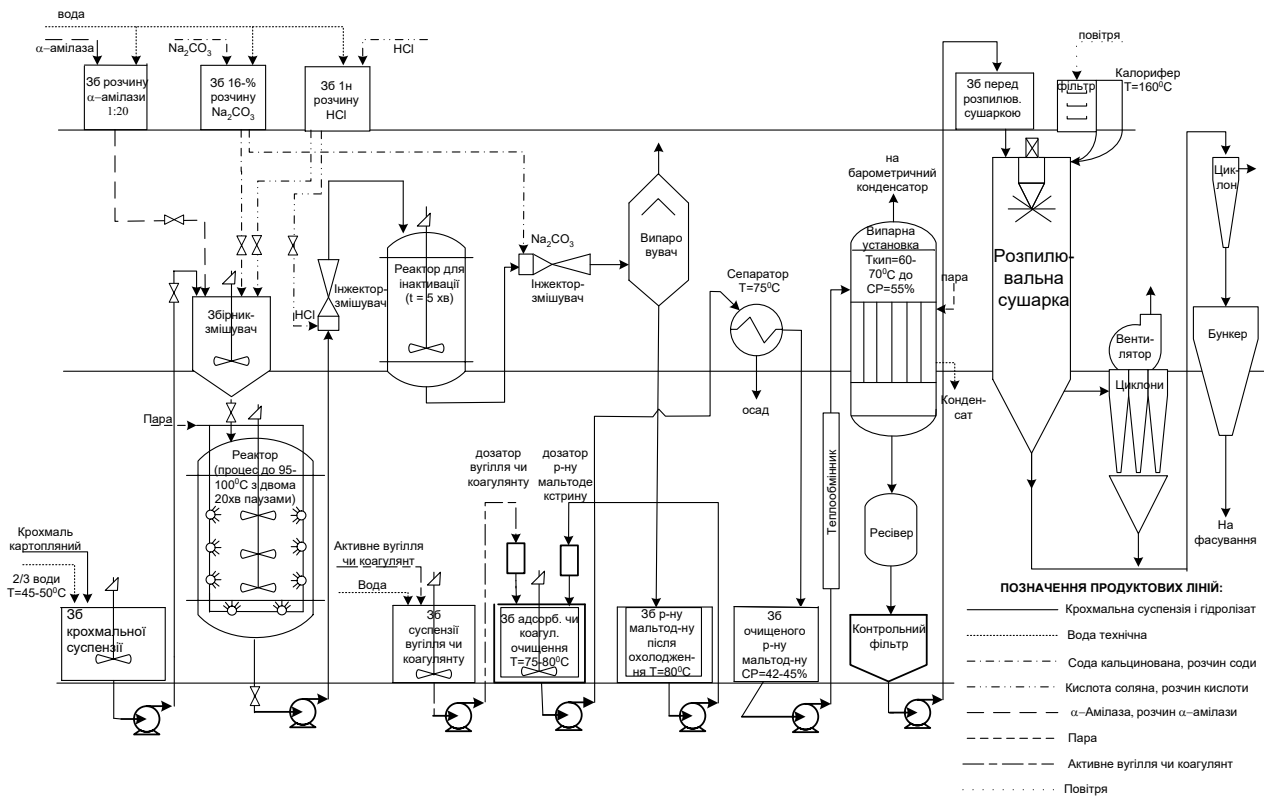 вода
α–амілаза
Na2CO3
HCl
Зб розчину
α–амілази
1:20
Зб 16-%
розчину
Na2CO3
Зб 1н
розчину
HCl
Зб перед
розпилюв.
сушаркою
повітря
фільтр
Калорифер
Т=160⁰С
Цик-
лон
на
барометричний
конденсатор
Випарна
установка
Ткип=60-
70⁰С до
СР=55%
пара
Розпилю-
вальна
сушарка
Випаро
вувач
Na2CO3
Інжектор-
змішувач
Реактор для
інактивації
(t = 5 хв)
Інжектор-
змішувач
HCl
Збірник-
змішувач
Сепаратор
Т=75⁰С
осад
Конден-
сат
Венти-
лятор
Циклони
Бункер
На
фасування
Пара
Реактор
(процес до 95-
100⁰С з двома
20хв паузами)
дозатор
вугілля чи
коагулянту
дозатор
р-ну
мальтоде
кстрину
Теплообмінник
Ресівер
Крохмаль
картопляний
2/3 води
Т=45-50⁰С
Зб
крохмальної
суспензії
Активне вугілля
чи коагулянт
Вода
Зб
суспензії
вугілля чи
коагулянту
Зб адсорб. чи
коагул.
очищення
Т=75-80⁰С
Зб р-ну
мальтод-ну
після
охолоджен-
ня Т=80⁰С
Зб
очищеного
р-ну
мальтод-ну
СР=42-45%
Контрольний
фільтр
ПОЗНАЧЕННЯ ПРОДУКТОВИХ ЛІНІЙ:
Крохмальна суспензія і гідролізат
Вода технічна
Сода кальцинована, розчин соди
Кислота соляна, розчин кислоти
α–Амілаза, розчин α–амілази
Пара
Активне вугілля чи коагулянт
Повітря